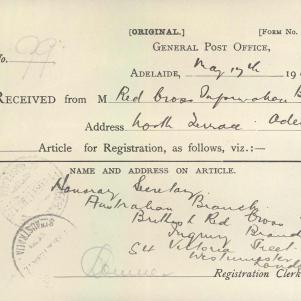 [ORIGINAL.] [Form No.
GENERAL POST OFFICE,
No. 99
ADELAIDE, May 17th 19
RECEIVED from M Red Cross Information B
Address North Terrace Adel
Article for Registration, as follows, viz.:—
NAME AND ADDRESS ON ARTICLE.
Honorary Secretary
Australian Branch
British Red Cross
Inquiry Branch
54 Victoria Street
Westminster
London
Registration Clerk